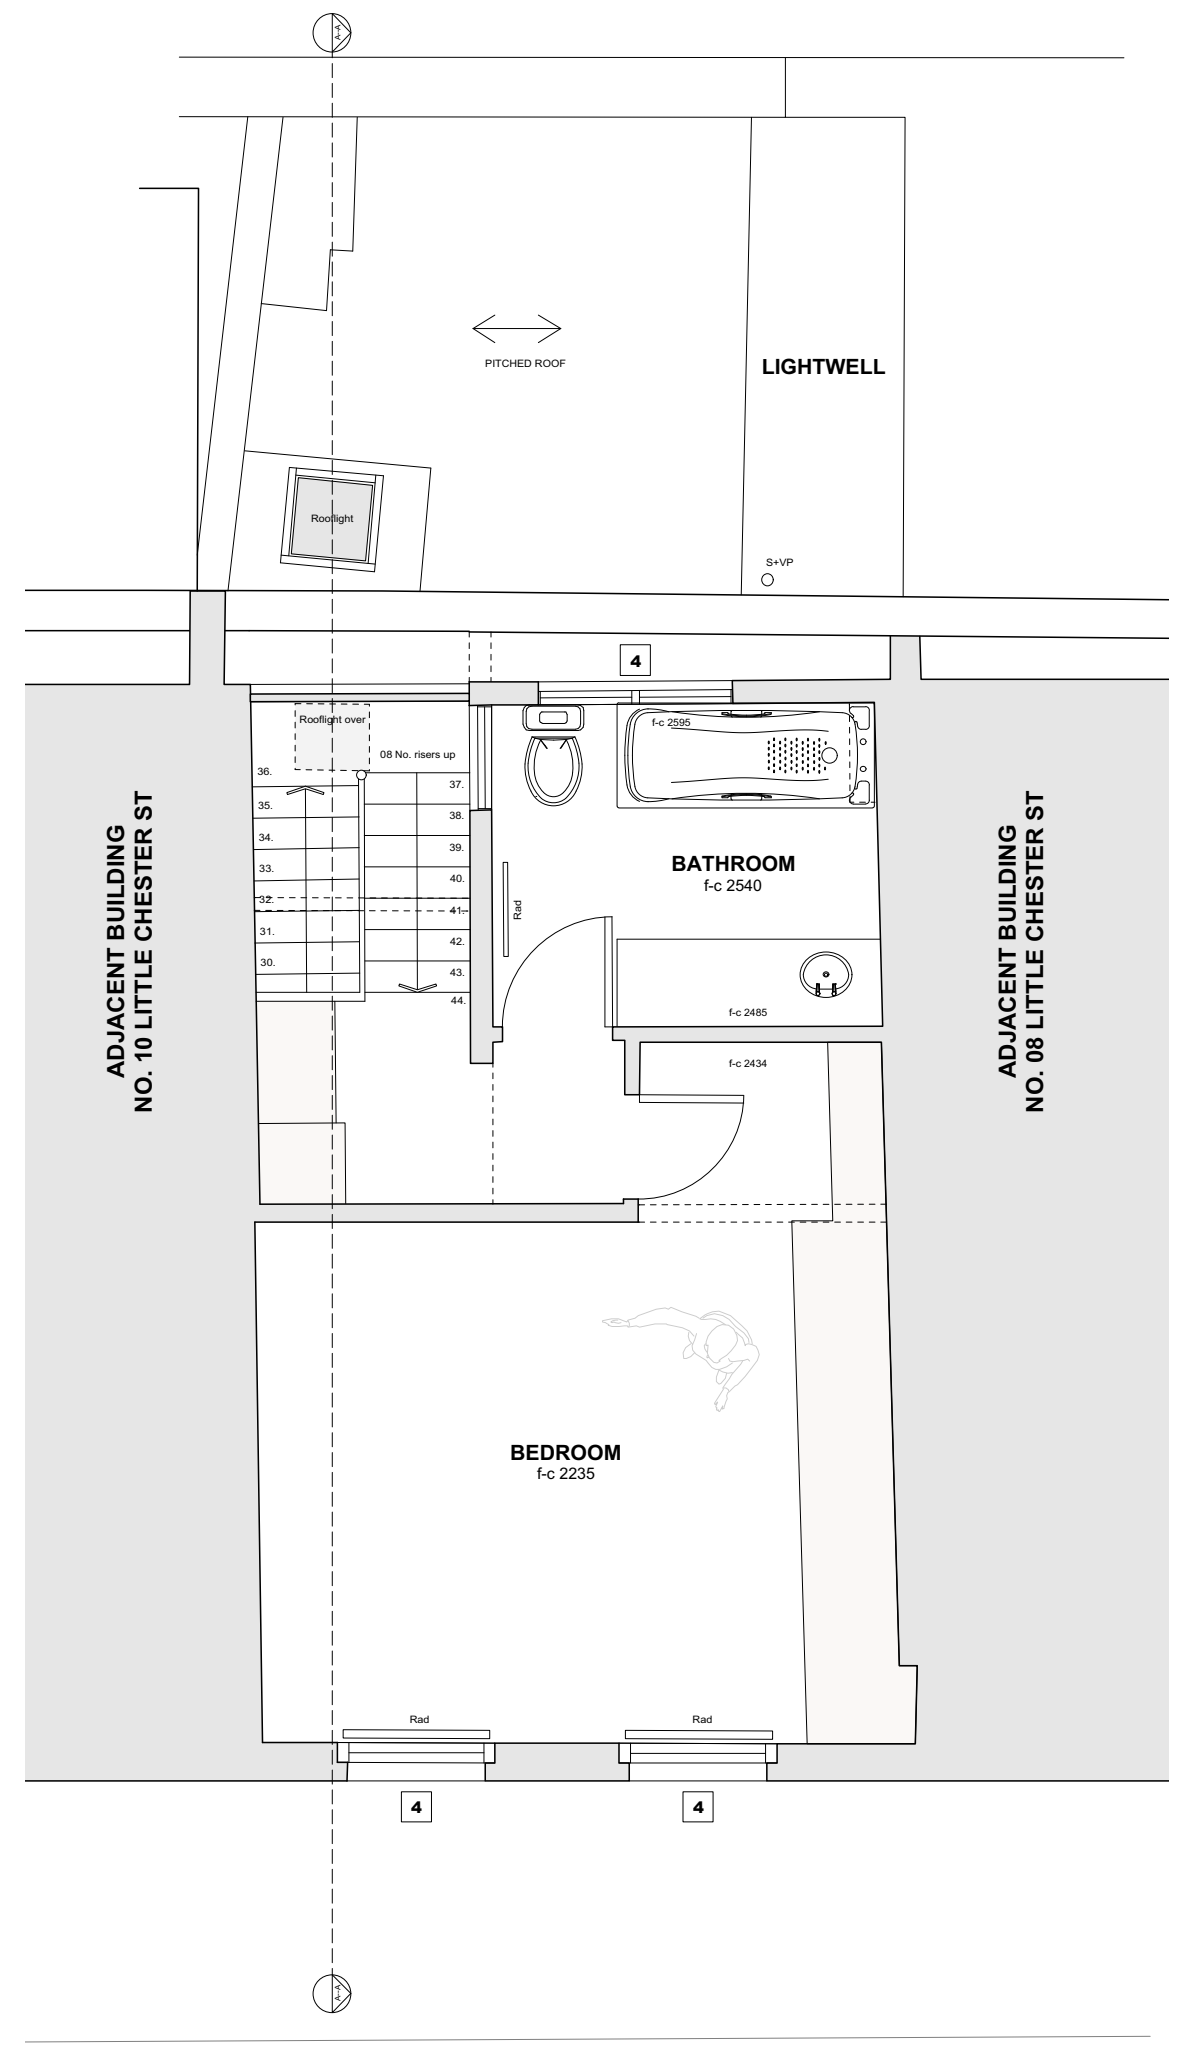 A--A
PITCHED ROOF
LIGHTWELL
Rooflight
S+VP
4
Rooflight over
f-c 2595
08 No. risers up
36.
37.
35.
38.
34.
39.
33.
40.
32.
41.
31.
42.
30.
43.
44.
BATHROOM
f-c 2540
Rad
f-c 2485
f-c 2434
ADJACENT BUILDING
NO. 10 LITTLE CHESTER ST
ADJACENT BUILDING
NO. 08 LITTLE CHESTER ST
BEDROOM
f-c 2235
Rad
Rad
4
4
A--A